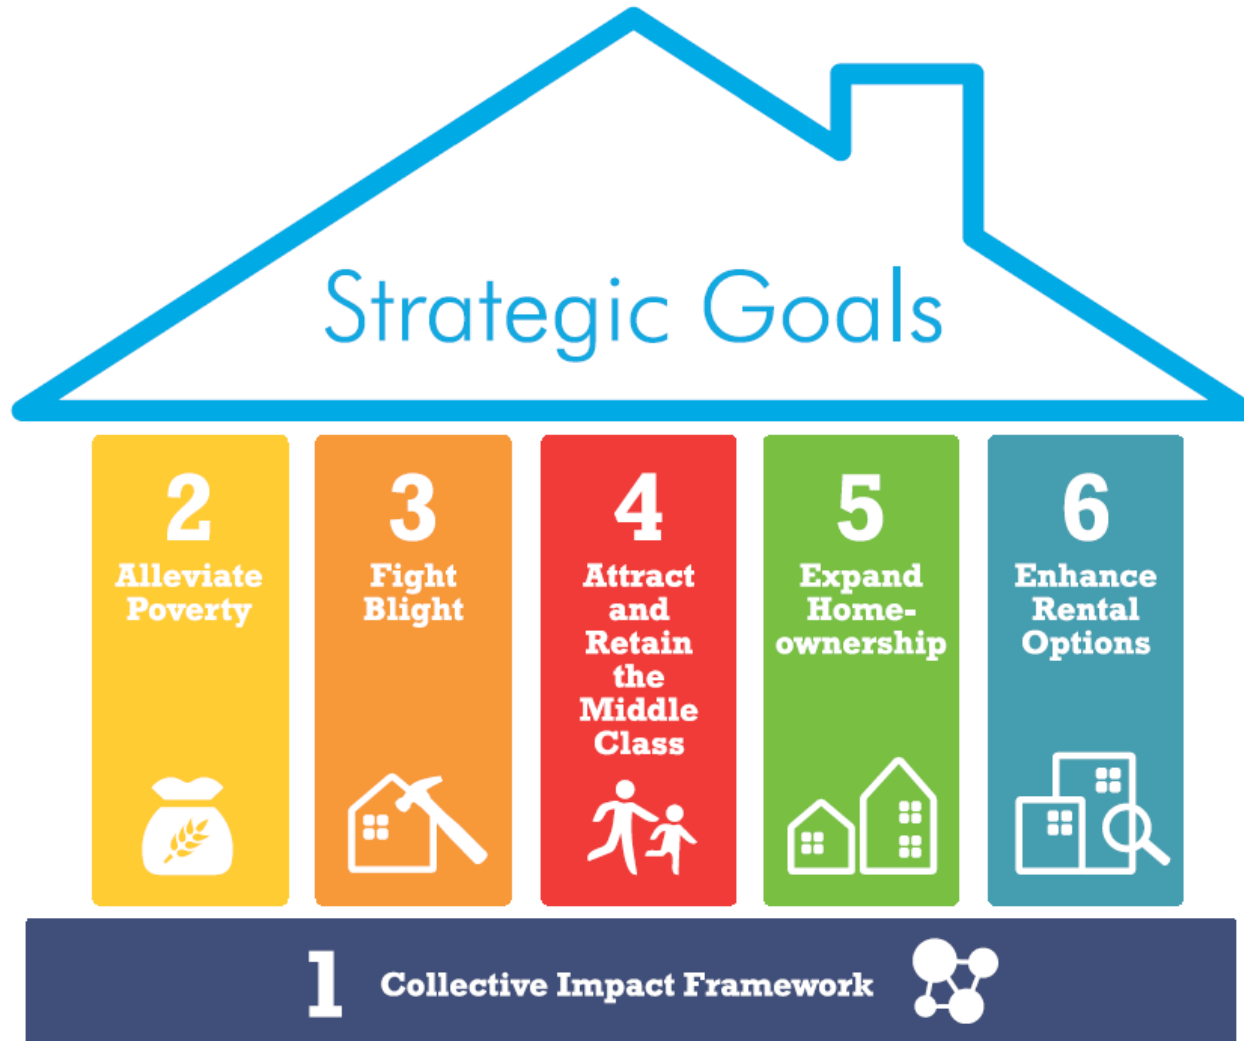 Strategic Goals
2
Alleviate
Poverty
3
Fight
Blight
4
Attract
and
Retain
the
Middle
Class
5
Expand
Home-
ownership
6
Enhance
Rental
Options
1 Collective Impact Framework